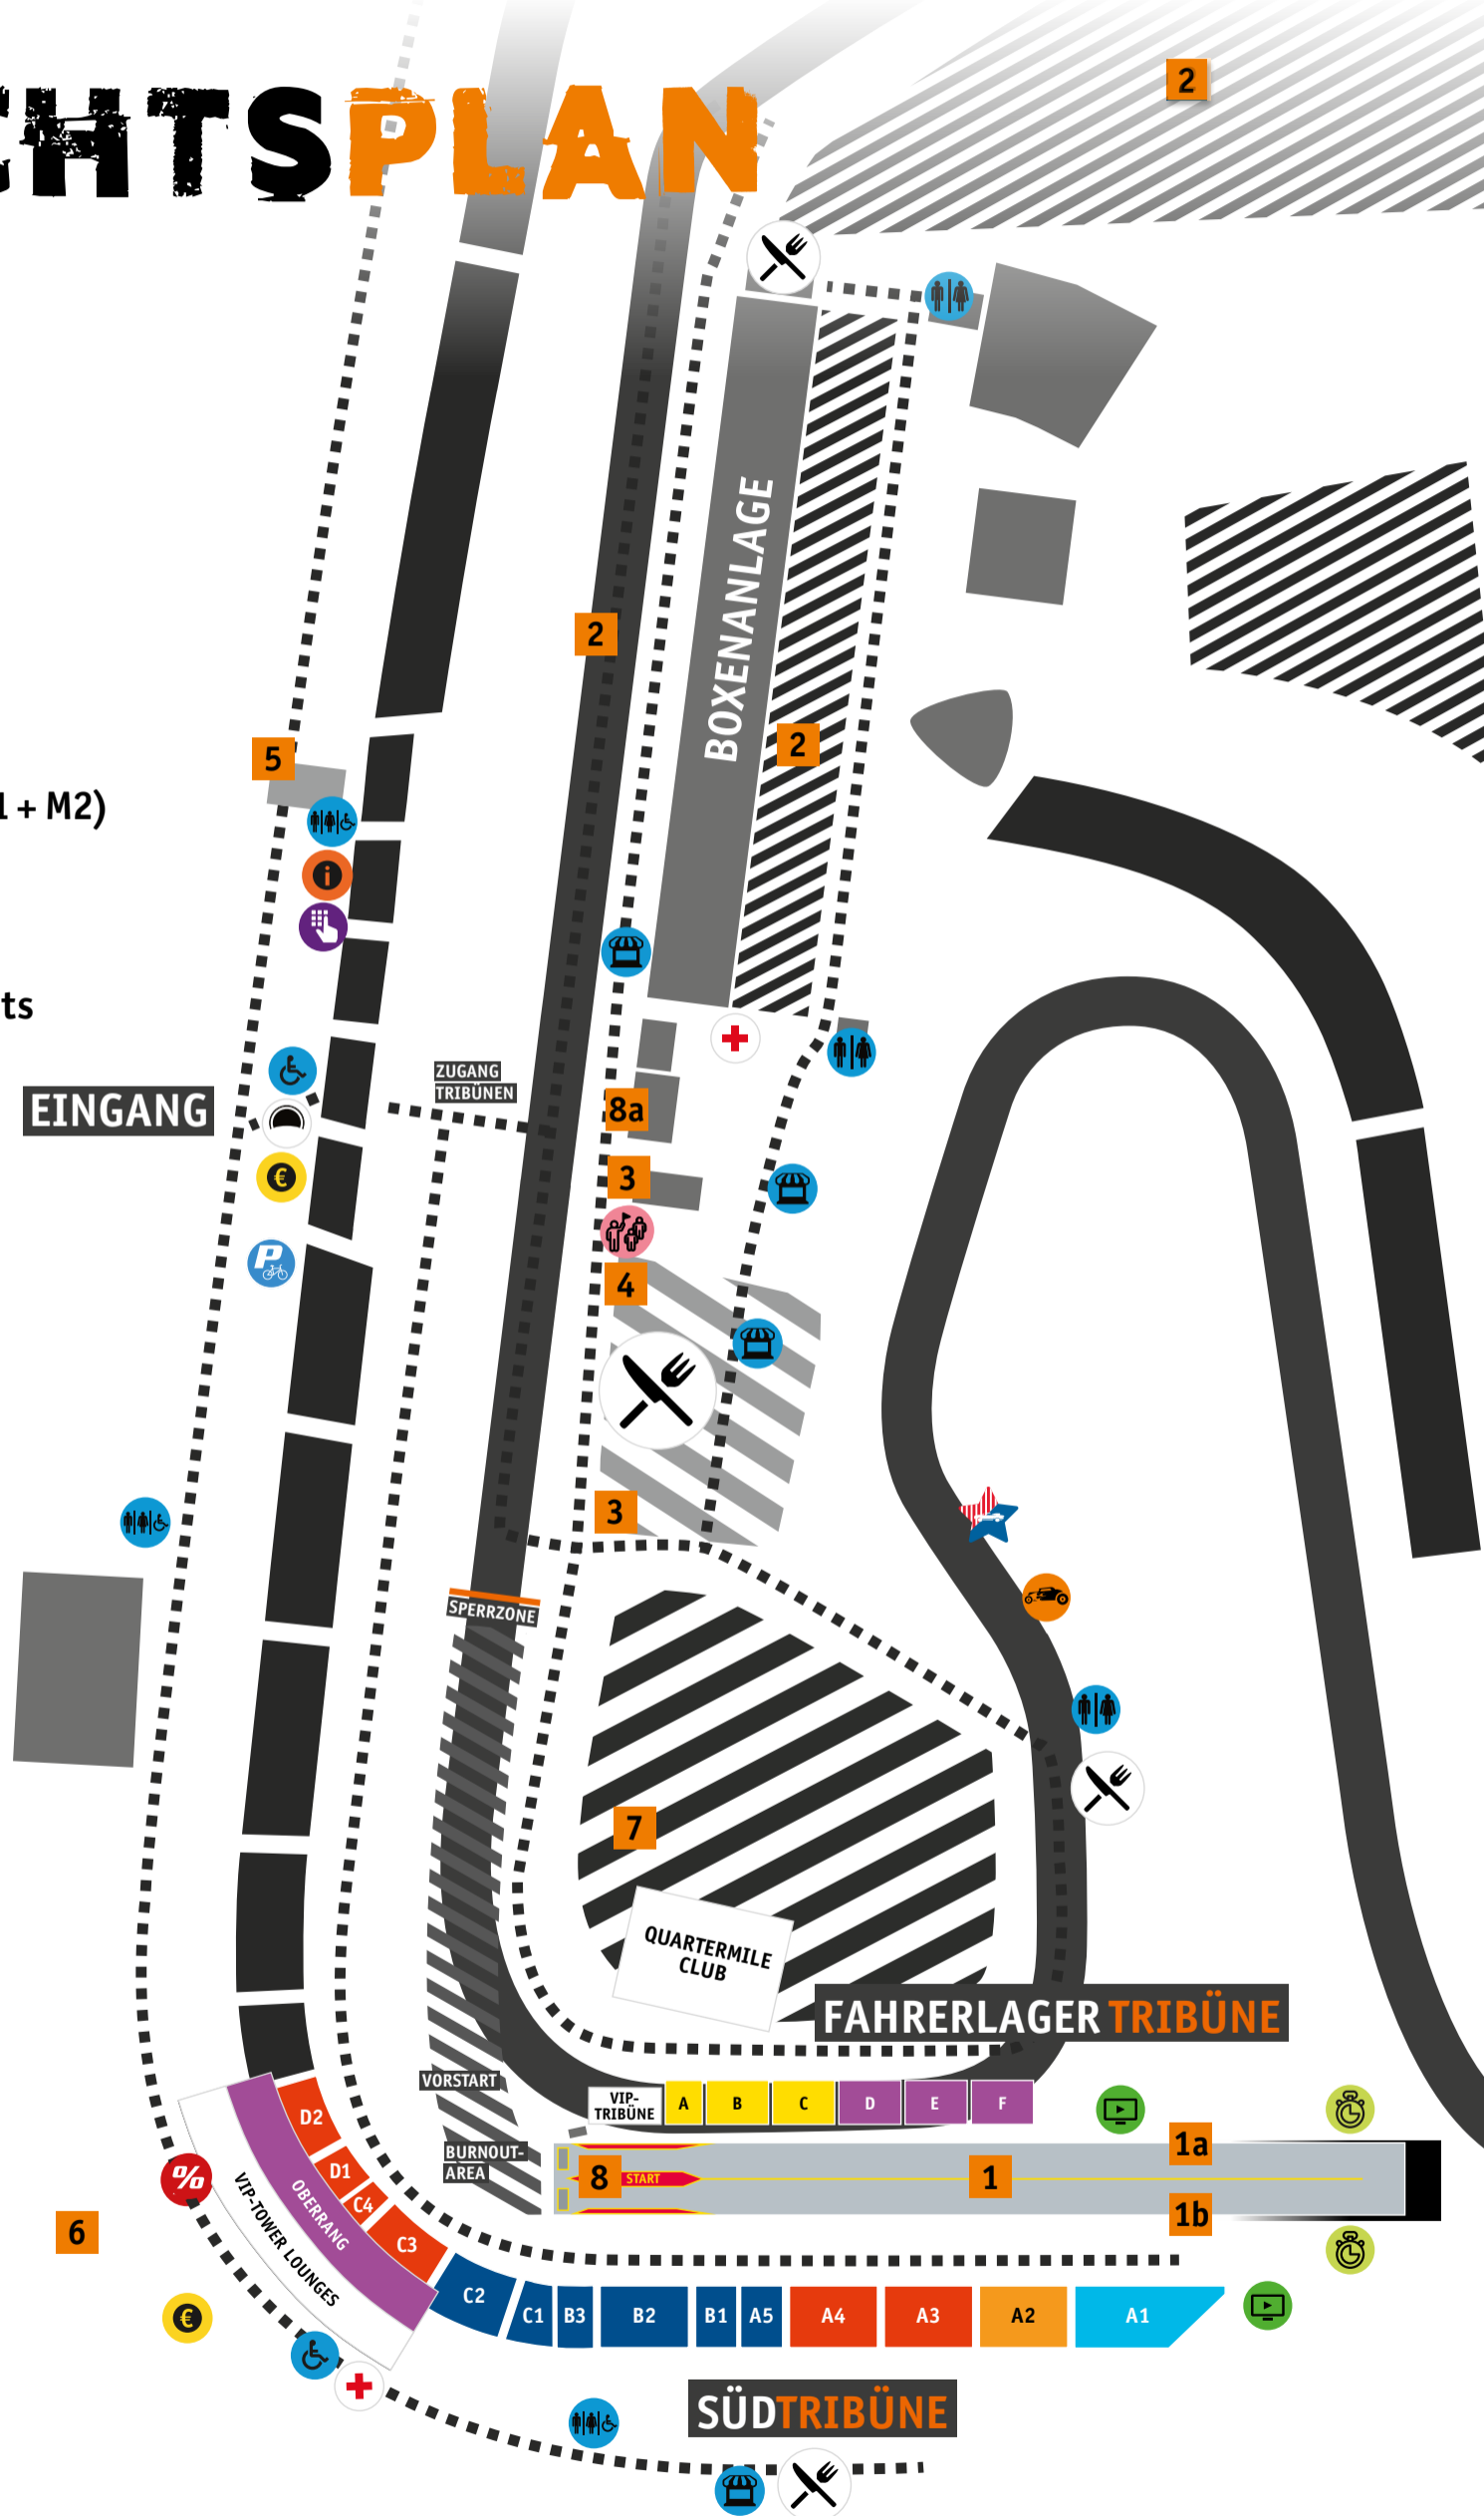 HTSPLAN
2
BOXENANLAGE
2
2
5
+ M2)
i
ts
ZUGANG
TRIBÜNEN
EINGANG
8a
3
€
P
4
3
SPERRZONE
7
QUARTERMILE
CLUB
FAHRERLAGER TRIBÜNE
VORSTART
VIP-
TRIBÜNE
A B C D E F
BURNOUT-
AREA
8
START
1
1a
1b
D2
D1
C4
C3
OBERRANG
VIP-TOWER LOUNGES
%
6
€
C2 C1 B3 B2 B1 A5 A4 A3 A2 A1
SÜDTRIBÜNE